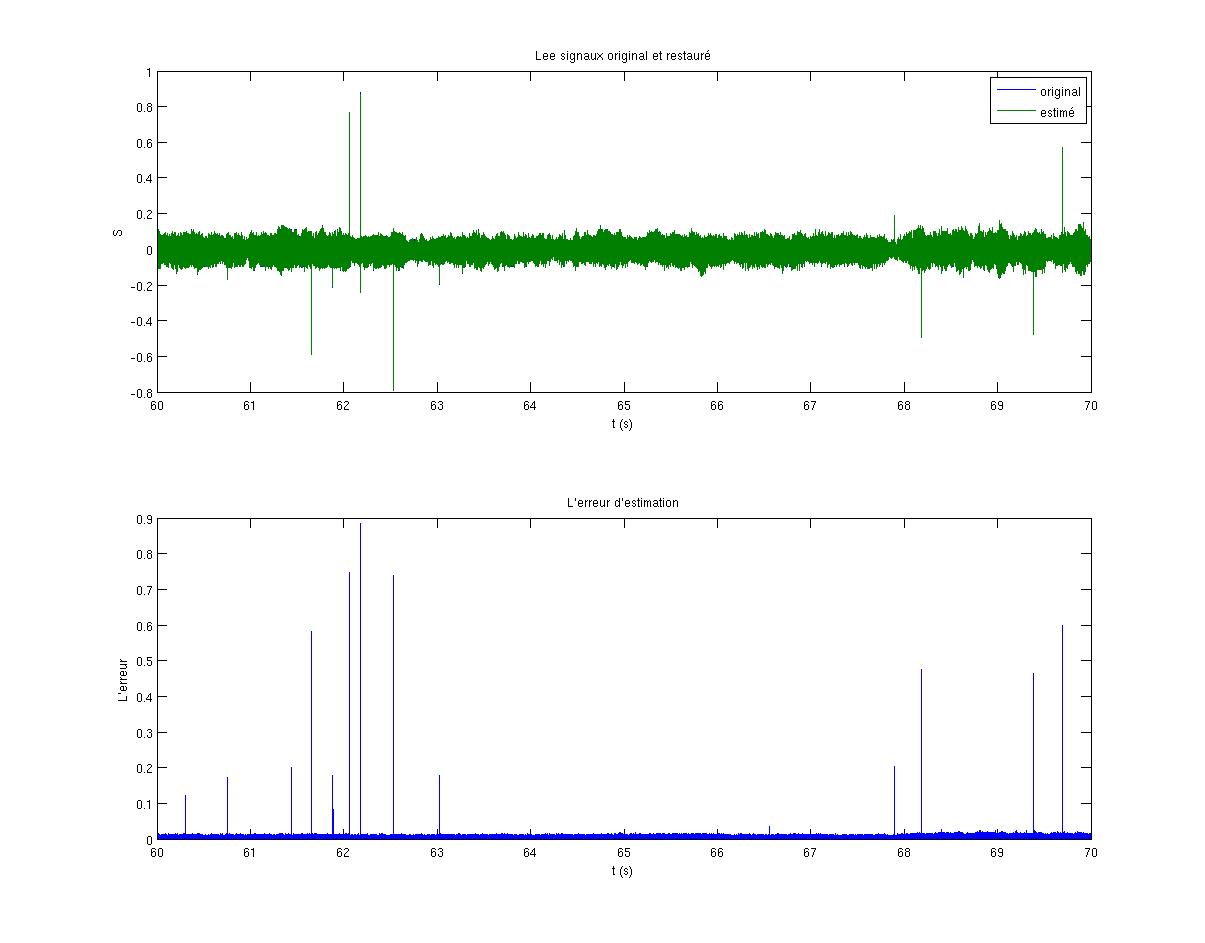 Lee signaux original et restauré
1
0.8
0.6
0.4
0.2
0
-0.2
-0.4
-0.6
-0.8
S
original
estimé
60 61 62 63 64 65 66 67 68 69 70
t (s)
L'erreur d'estimation
0.9
0.8
0.7
0.6
0.5
0.4
0.3
0.2
0.1
0
L'erreur
60 61 62 63 64 65 66 67 68 69 70
t (s)